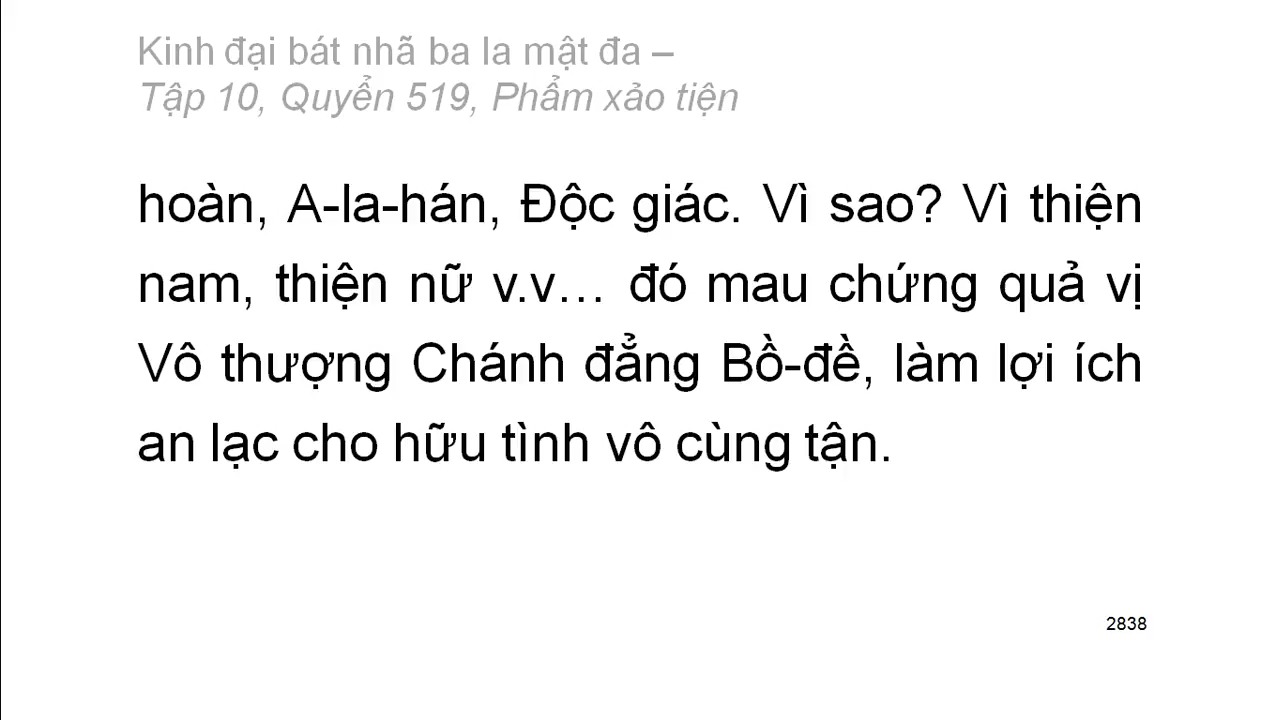 Kinh đại bát nhã ba la mật đa –
Tập 10, Quyển 519, Phẩm xảo tiện
hoàn, A-la-hán, Độc giác. Vì sao? Vì thiện
nam, thiện nữ v.v… đó mau chứng quả vị
Vô thượng Chánh đẳng Bồ-đề, làm lợi ích
an lạc cho hữu tình vô cùng tận.
2838